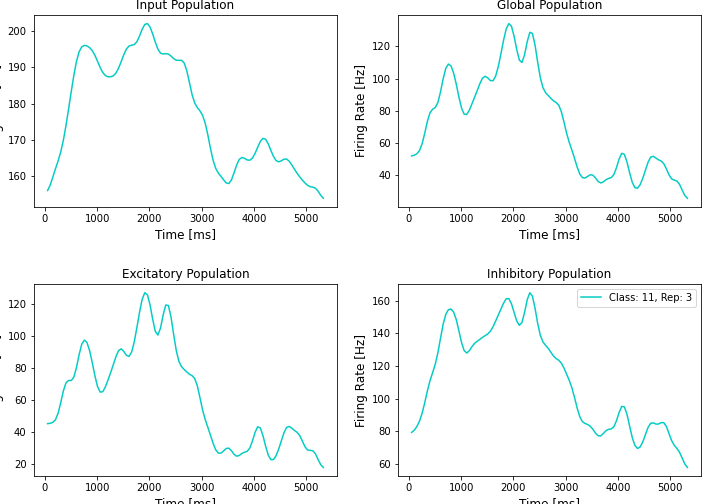 Input Population
Global Population
200
190
180
170
160
0 1000 2000 3000 4000 5000
Time [ms]
Firing Rate [Hz]
120
100
80
60
40
0 1000 2000 3000 4000 5000
Time [ms]
Excitatory Population
Inhibitory Population
120
100
80
60
40
20
0 1000 2000 3000 4000 5000
Time [ms]
Firing Rate [Hz]
160
140
120
100
80
60
Class: 11, Rep: 3
0 1000 2000 3000 4000 5000
Time [ms]